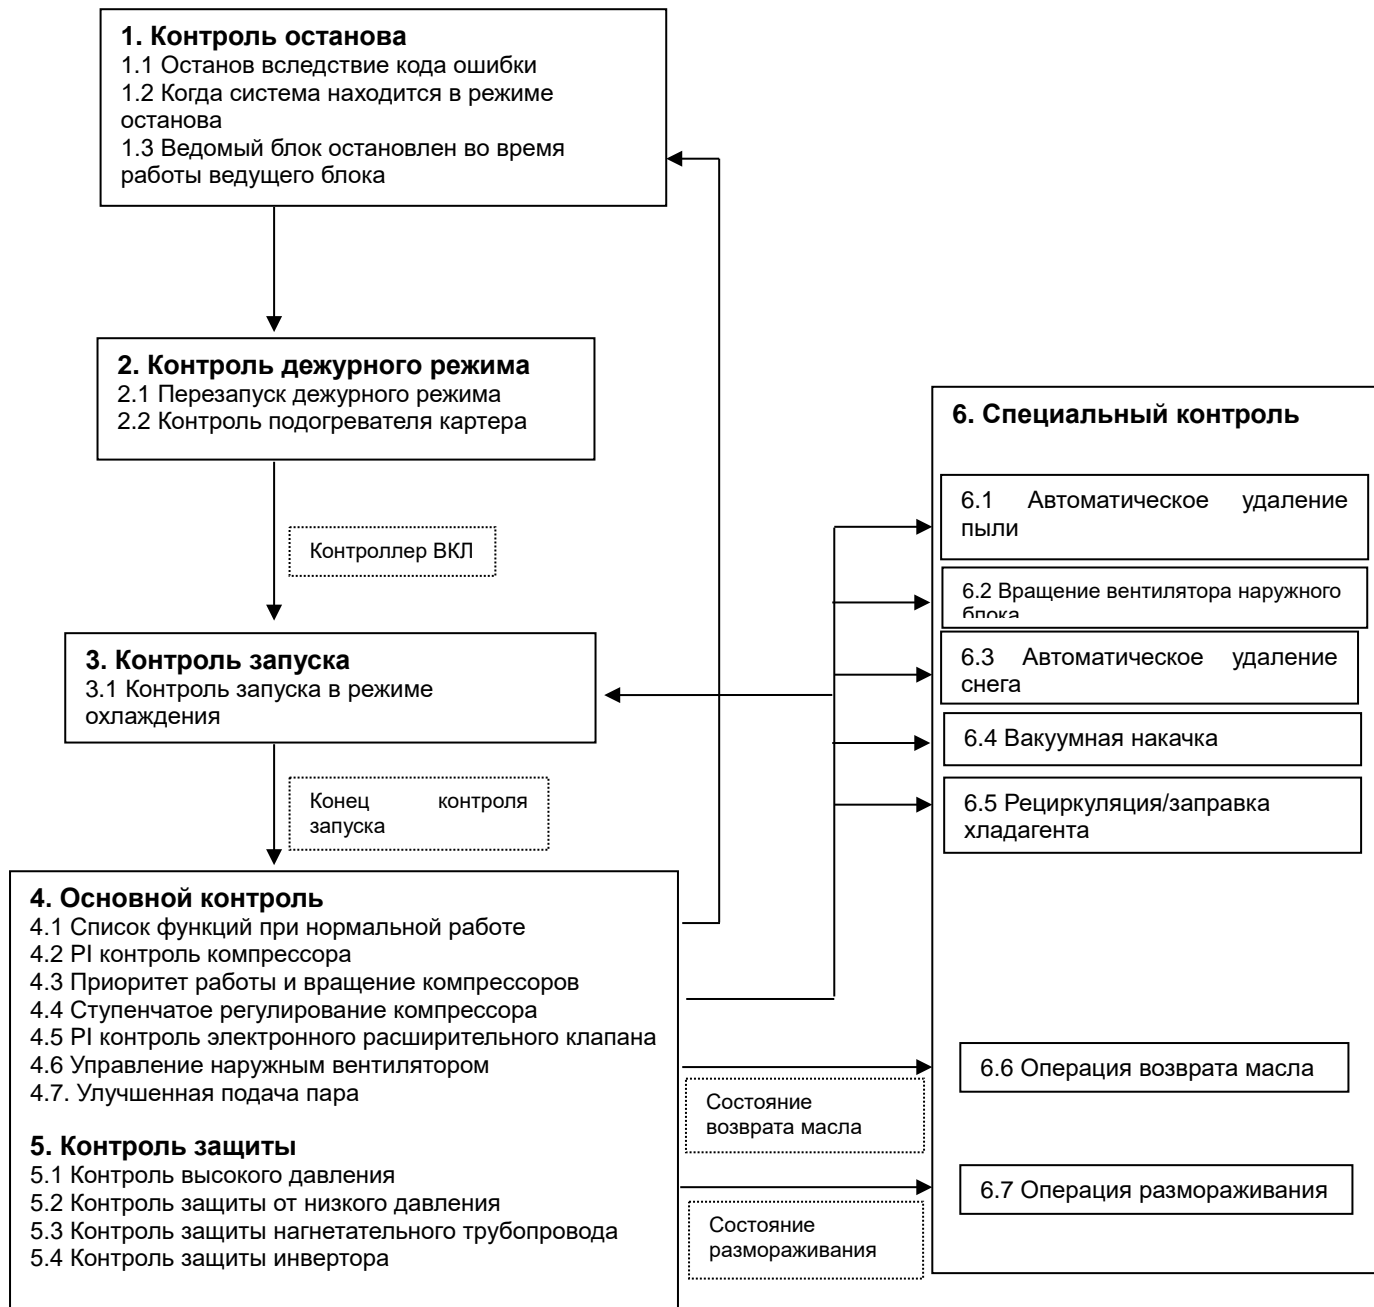 1. Контроль останова
1.1 Останов вследствие кода ошибки
1.2 Когда система находится в режиме
останова
1.3 Ведомый блок остановлен во время
работы ведущего блока
2. Контроль дежурного режима
2.1 Перезапуск дежурного режима
2.2 Контроль подогревателя картера
Контроллер ВКЛ
3. Контроль запуска
3.1 Контроль запуска в режиме
охлаждения
Конец контроля
запуска
4. Основной контроль
4.1 Список функций при нормальной работе
4.2 PI контроль компрессора
4.3 Приоритет работы и вращение компрессоров
4.4 Ступенчатое регулирование компрессора
4.5 PI контроль электронного расширительного клапана
4.6 Управление наружным вентилятором
4.7. Улучшенная подача пара
5. Контроль защиты
5.1 Контроль высокого давления
5.2 Контроль защиты от низкого давления
5.3 Контроль защиты нагнетательного трубопровода
5.4 Контроль защиты инвертора
Состояние
возврата масла
Состояние
размораживания
6. Специальный контроль
6.1 Автоматическое удаление
пыли
6.2 Вращение вентилятора наружного
блока
6.3 Автоматическое удаление
снега
6.4 Вакуумная накачка
6.5 Рециркуляция/заправка
хладагента
6.6 Операция возврата масла
6.7 Операция размораживания